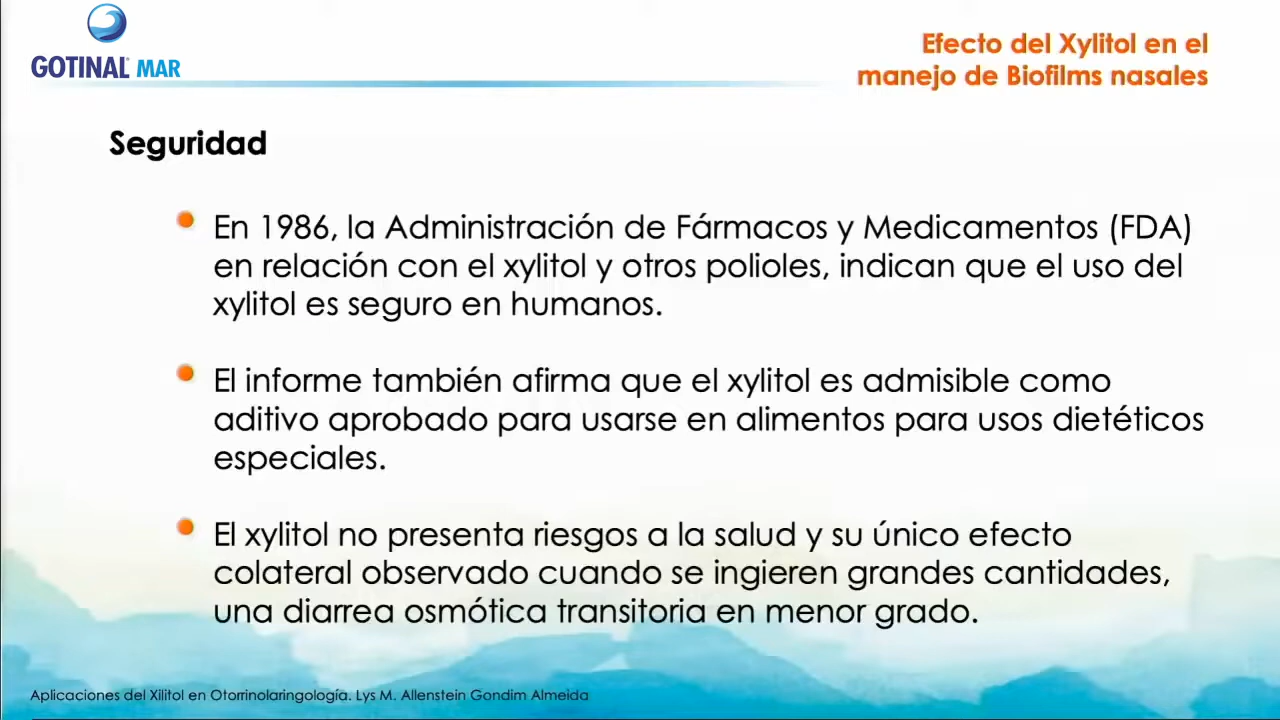 GOTINAL® MAR
Efecto del Xylitol en el
manejo de Biofilms nasales
Seguridad
• En 1986, la Administración de Fármacos y Medicamentos (FDA)
en relación con el xylitol y otros polioles, indican que el uso del
xylitol es seguro en humanos.
• El informe también afirma que el xylitol es admisible como
aditivo aprobado para usarse en alimentos para usos dietéticos
especiales.
• El xylitol no presenta riesgos a la salud y su único efecto
colateral observado cuando se ingieren grandes cantidades,
una diarrea osmótica transitoria en menor grado.
Aplicaciones del Xilitol en Otorrinolaringología. Lys M. Allenstein Gondim Almeida